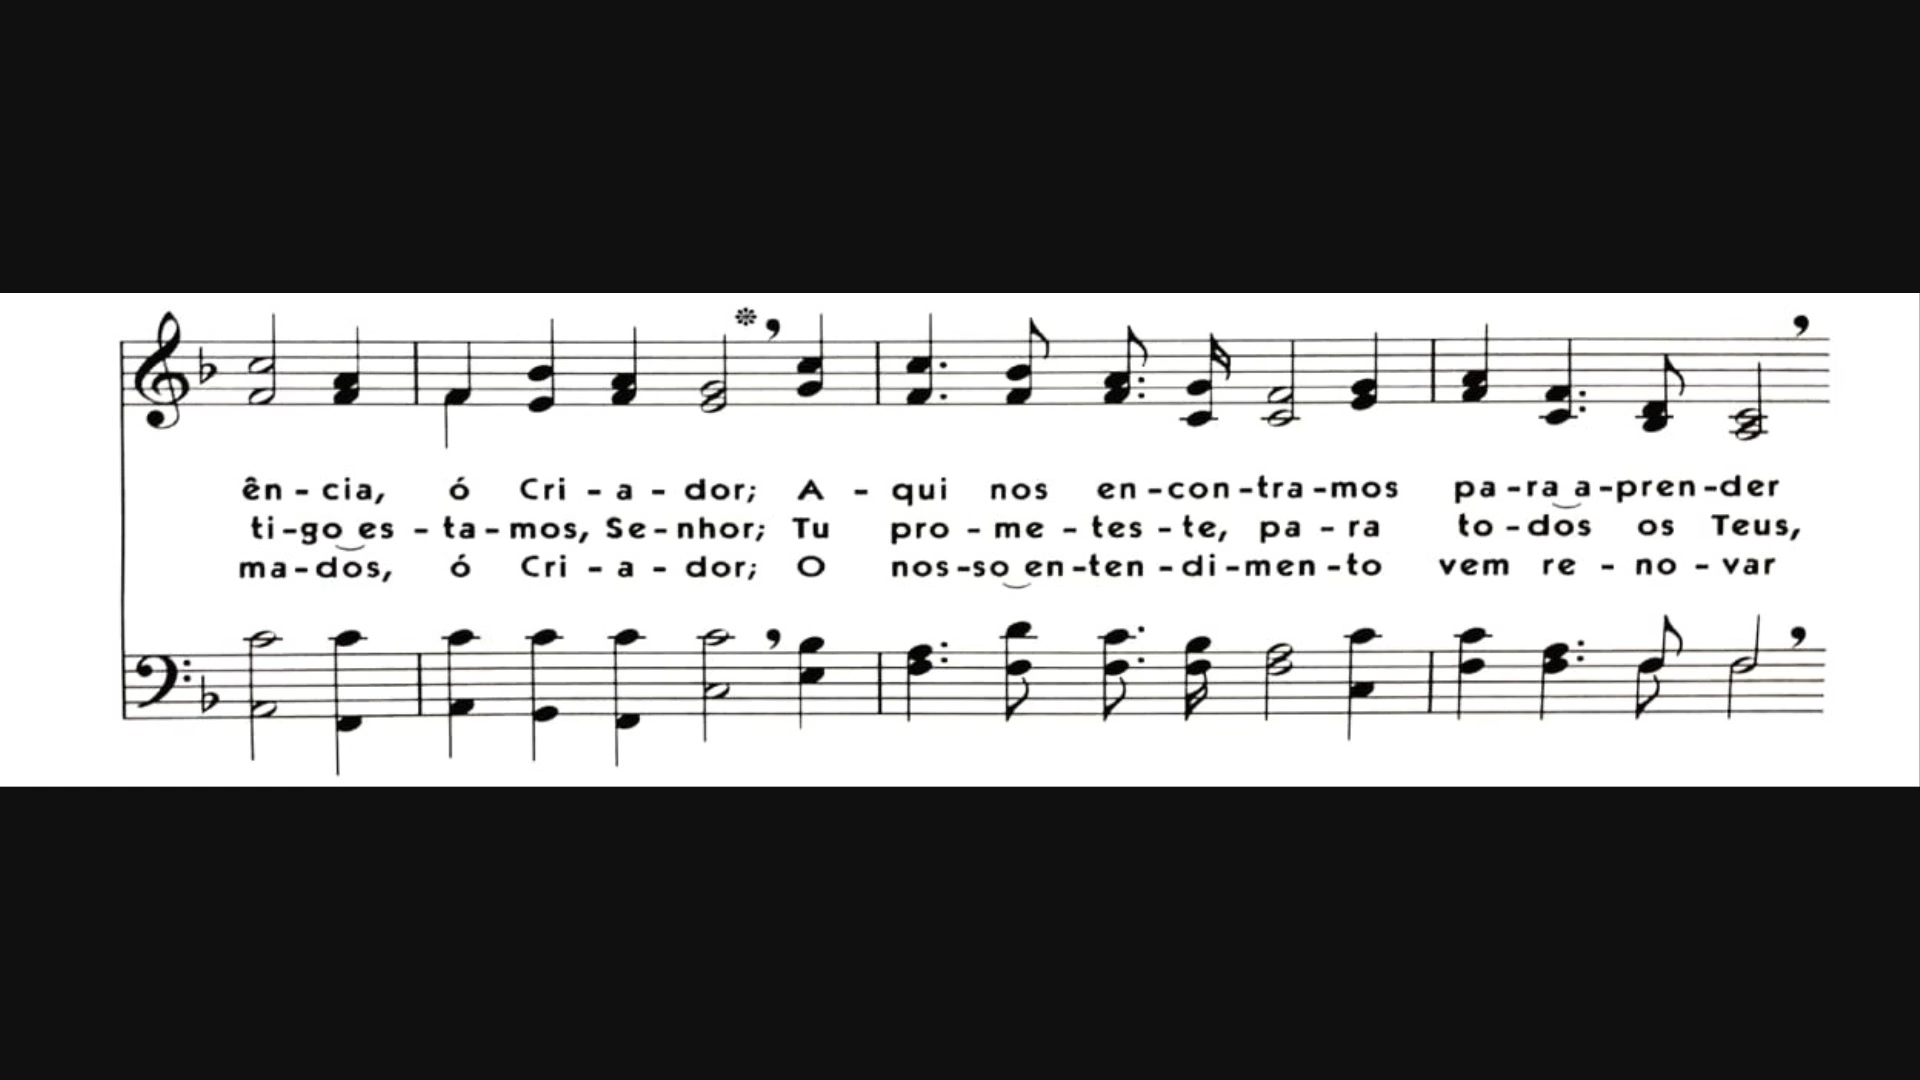 ên - cia, ó Cri - a - dor; A - qui nos en - con - tra - mos pa - ra a - pren - der
ti - go es - ta - mos, Se - nhor; Tu pro - me - tes - te, pa - ra to - dos os Teus,
ma - dos, ó Cri - a - dor; O nos - so en - ten - di - men - to vem re - no - var